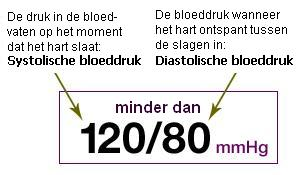 De druk in de bloed-
vaten op het moment
dat het hart slaat:
Systolische bloeddruk
De bloeddruk wanneer
het hart ontspant tussen
de slagen in:
Diastolische bloeddruk
minder dan
120/80 mmHg